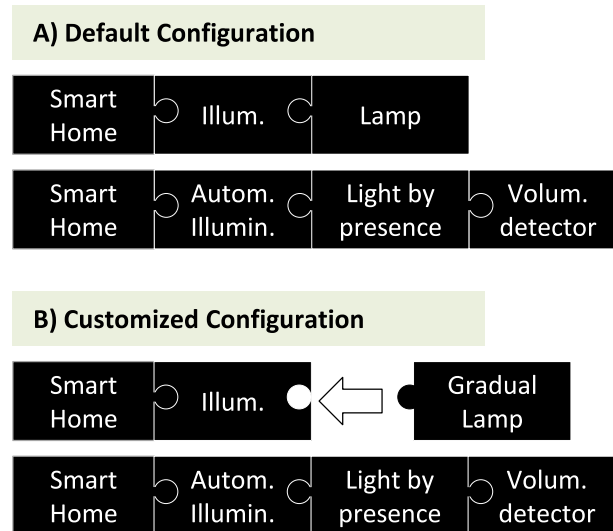 A) Default Configuration
Smart
Home
Illum.
Lamp
Smart
Home
Autom.
Illumin.
Light by
presence
Volum.
detector
B) Customized Configuration
Smart
Home
Illum.
Gradual
Lamp
Smart
Home
Autom.
Illumin.
Light by
presence
Volum.
detector